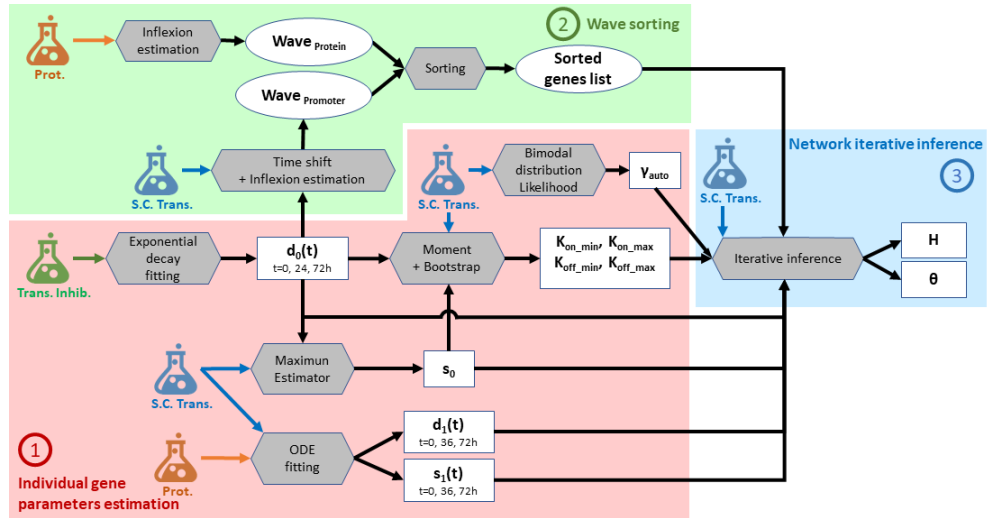 2 Wave sorting
Inflexion
estimation
Prot.
Wave Protein
Wave Promoter
Sorting
Sorted
genes list
Time shift
+ Inflexion estimation
S.C. Trans.
Network iterative inference
3
S.C. Trans.
Iterative inference
H
θ
S.C. Trans.
Bimodal
distribution
Likelihood
γauto
Trans. Inhib.
Exponential
decay
fitting
d0(t)
t=0, 24, 72h
Moment
+ Bootstrap
Kon_min, Kon_max
Koff_min, Koff_max
S.C. Trans.
Maximun
Estimator
s0
Prot.
ODE
fitting
d1(t)
t=0, 36, 72h
s1(t)
t=0, 36, 72h
1
Individual gene
parameters estimation